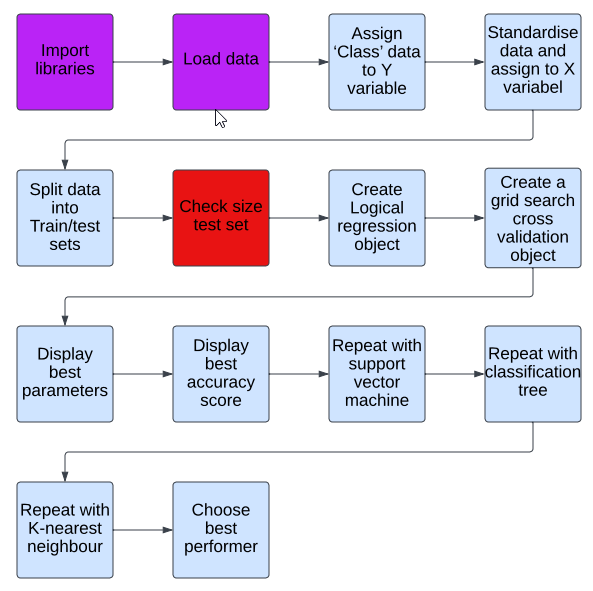 Import
libraries
Load data
Assign
‘Class’ data
to Y
variable
Standardise
data and
assign to X
variabel
Split data
into
Train/test
sets
Check size
test set
Create
Logical
regression
object
Create a
grid search
cross
validation
object
Display
best
parameters
Display
best
accuracy
score
Repeat with
support
vector
machine
Repeat with
classification
tree
Repeat with
K-nearest
neighbour
Choose
best
performer